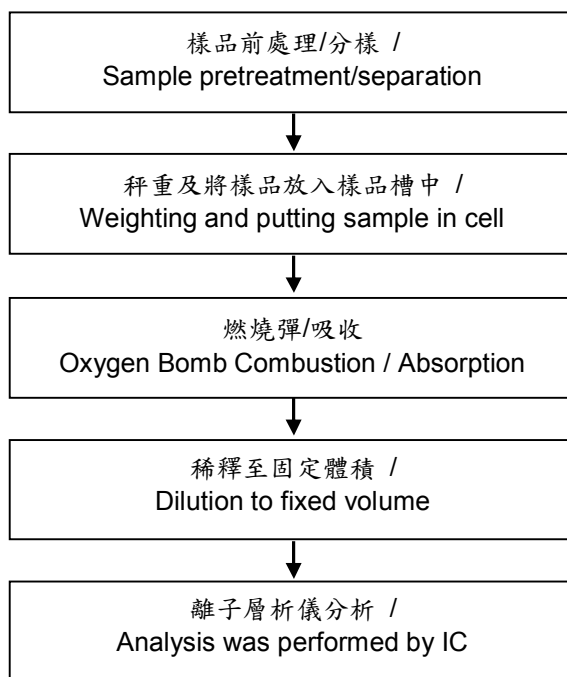 樣品前處理/分樣 /
Sample pretreatment/separation
秤重及將樣品放入樣品槽中 /
Weighting and putting sample in cell
燃燒彈/吸收
Oxygen Bomb Combustion / Absorption
稀釋至固定體積 /
Dilution to fixed volume
離子層析儀分析 /
Analysis was performed by IC